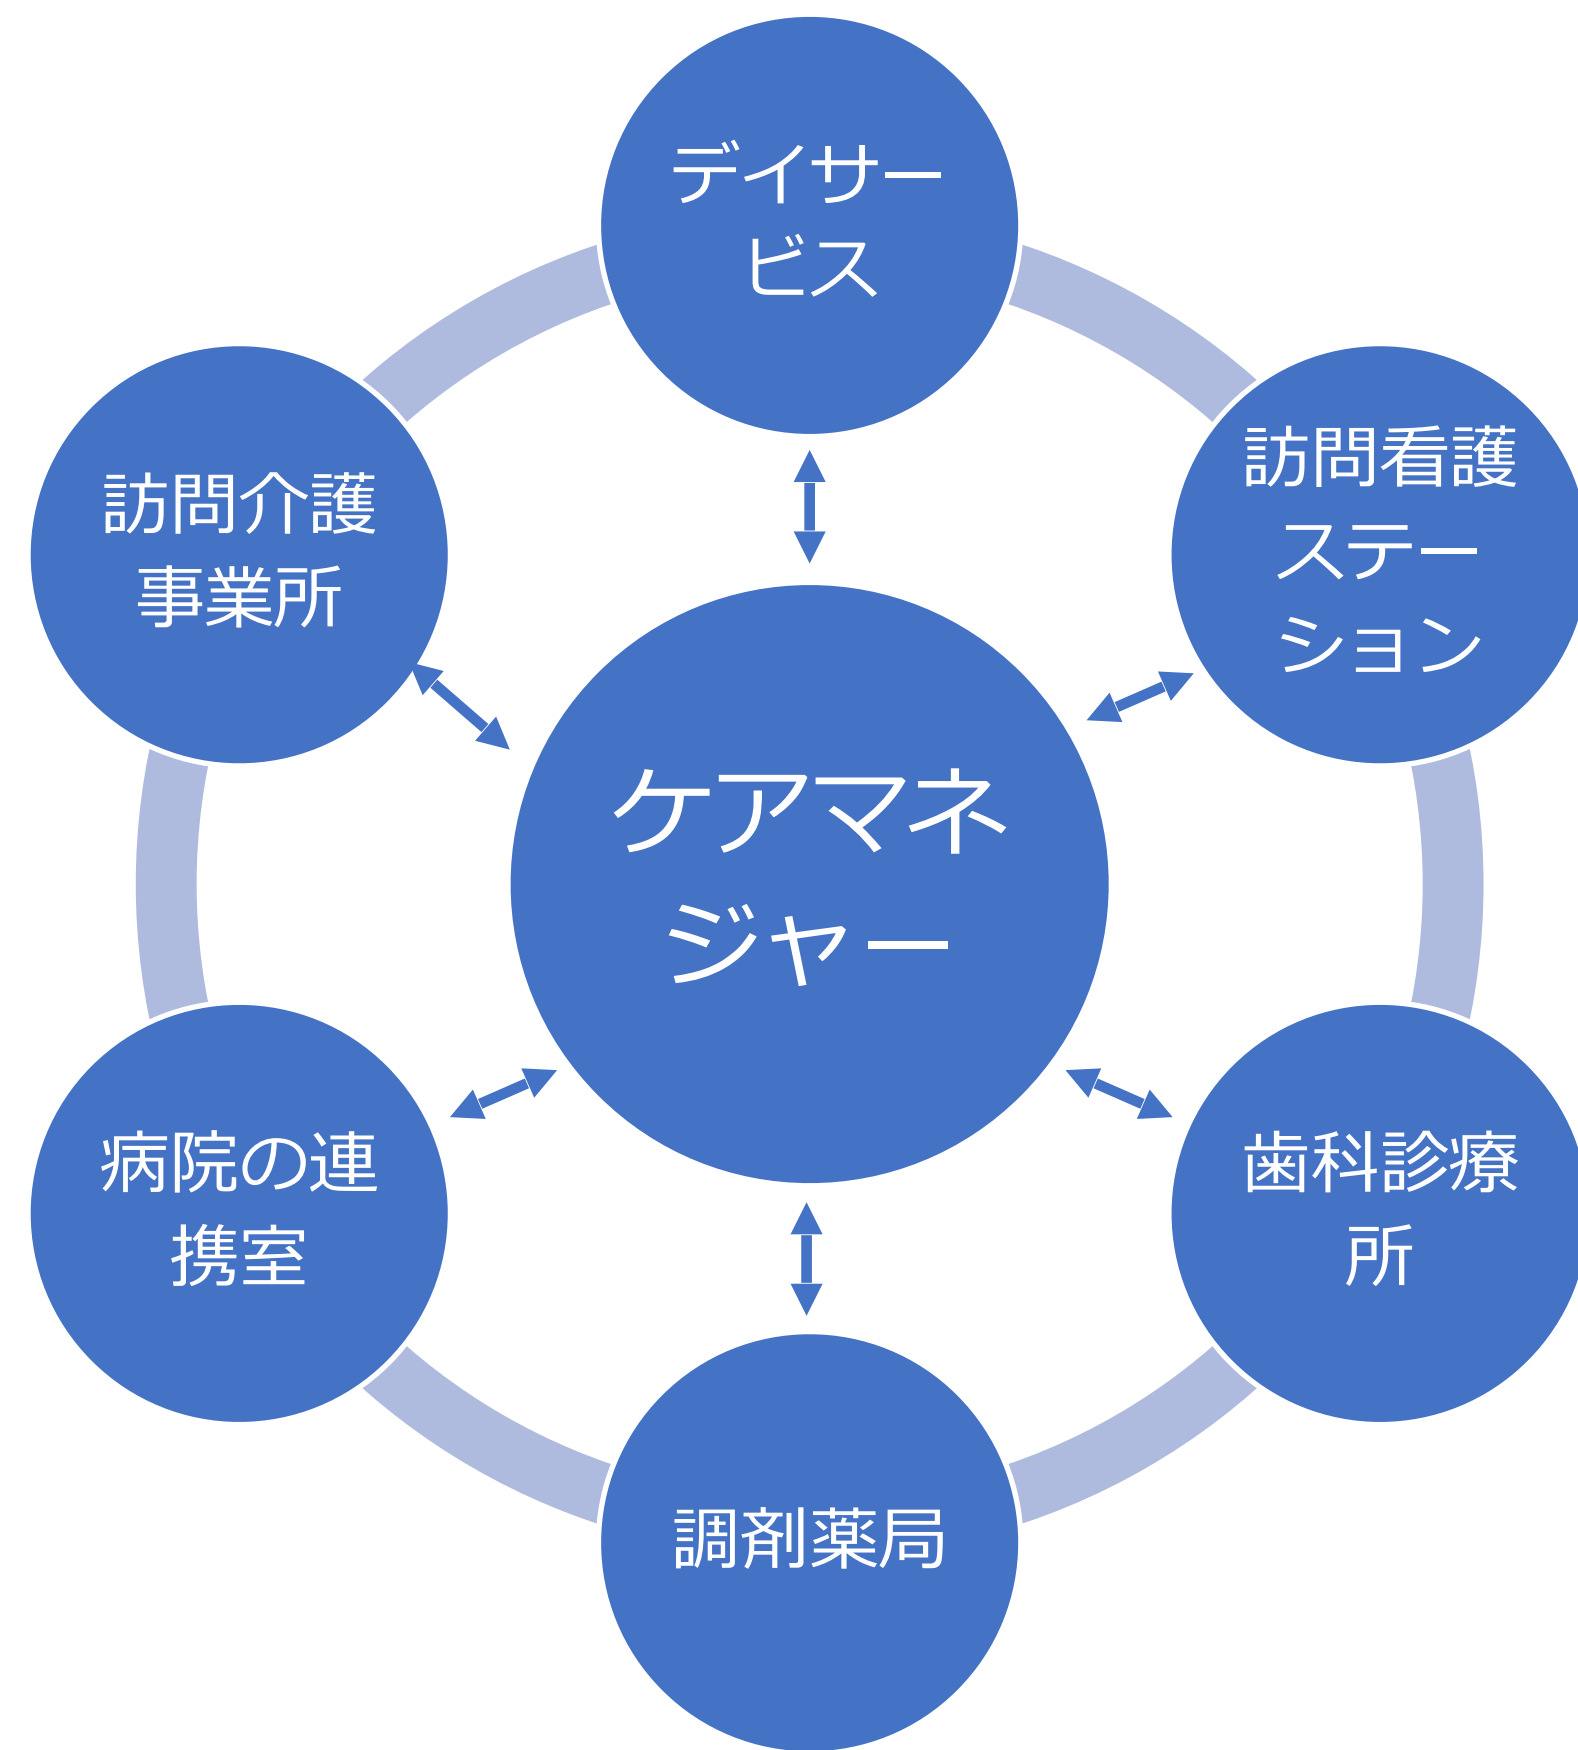 デイサー
ビス
訪問看護
ステー
ション
訪問介護
事業所
ケアマネ
ジャー
病院の連
携室
歯科診療
所
調剤薬局